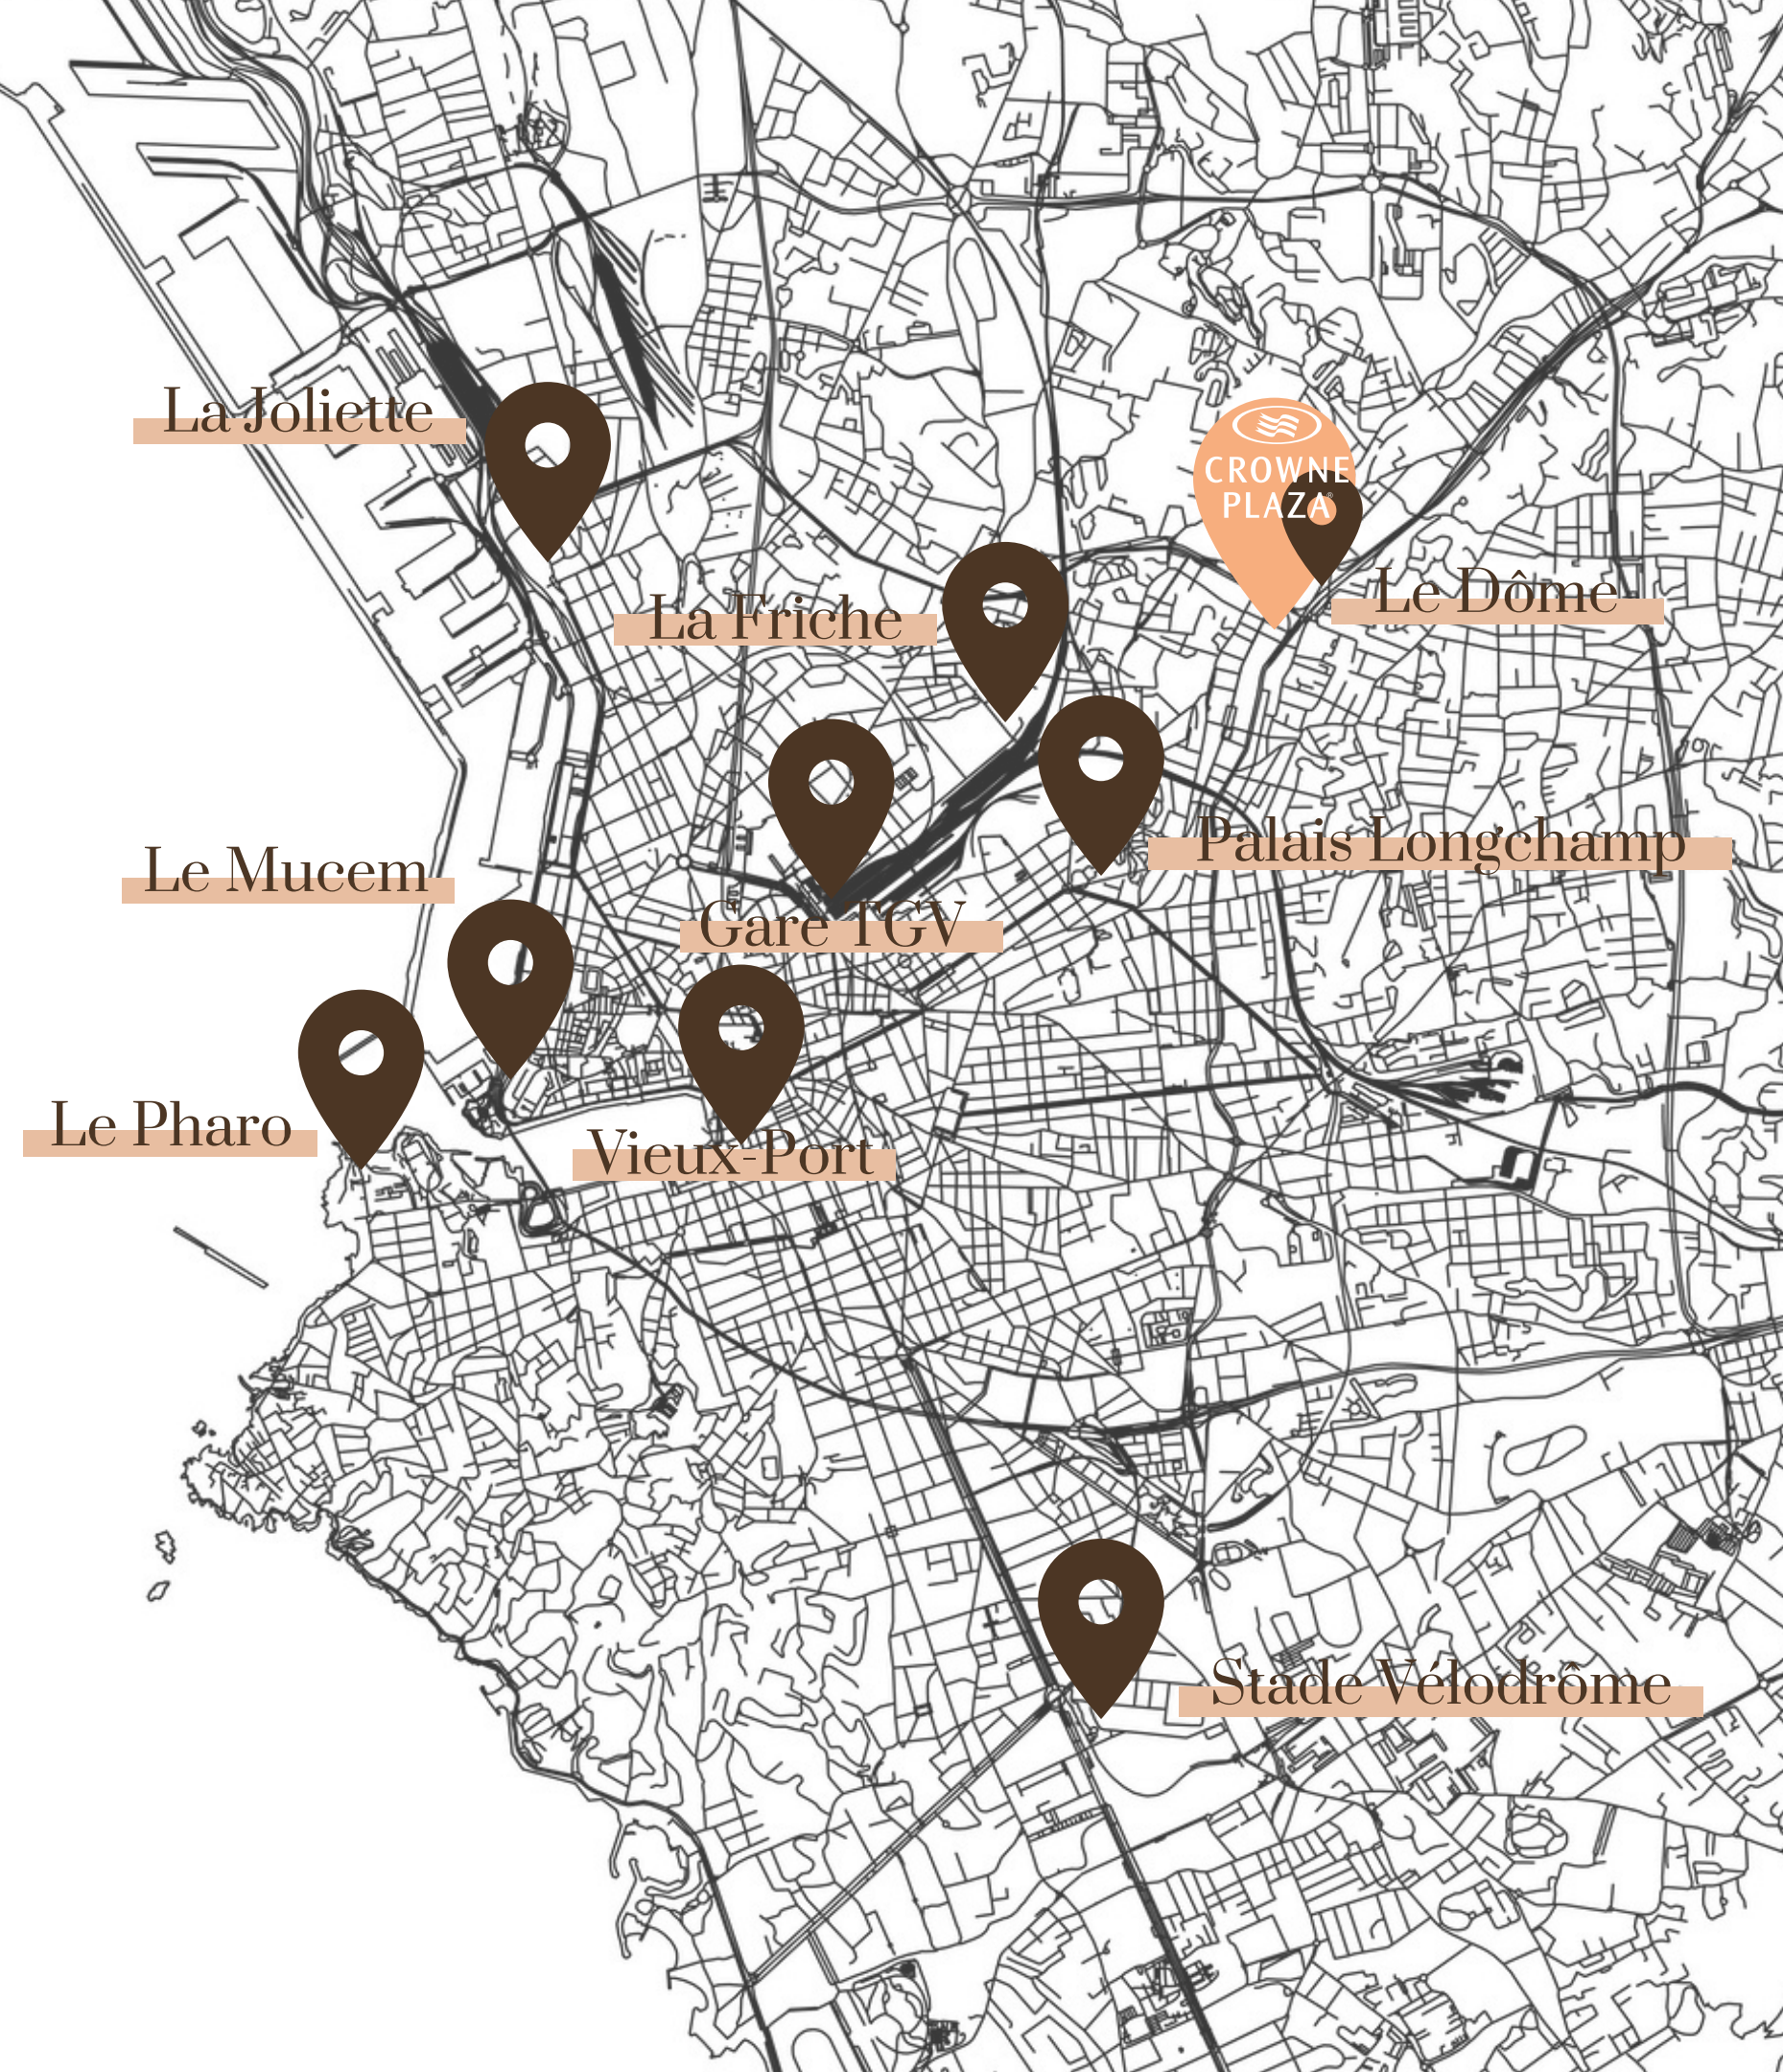 La Joliette
CROWNE
PLAZA®
Le Dôme
La Friche
Palais Longchamp
Le Mucem
Gare TGV
Le Pharo
Vieux-Port
Stade Vélodrôme